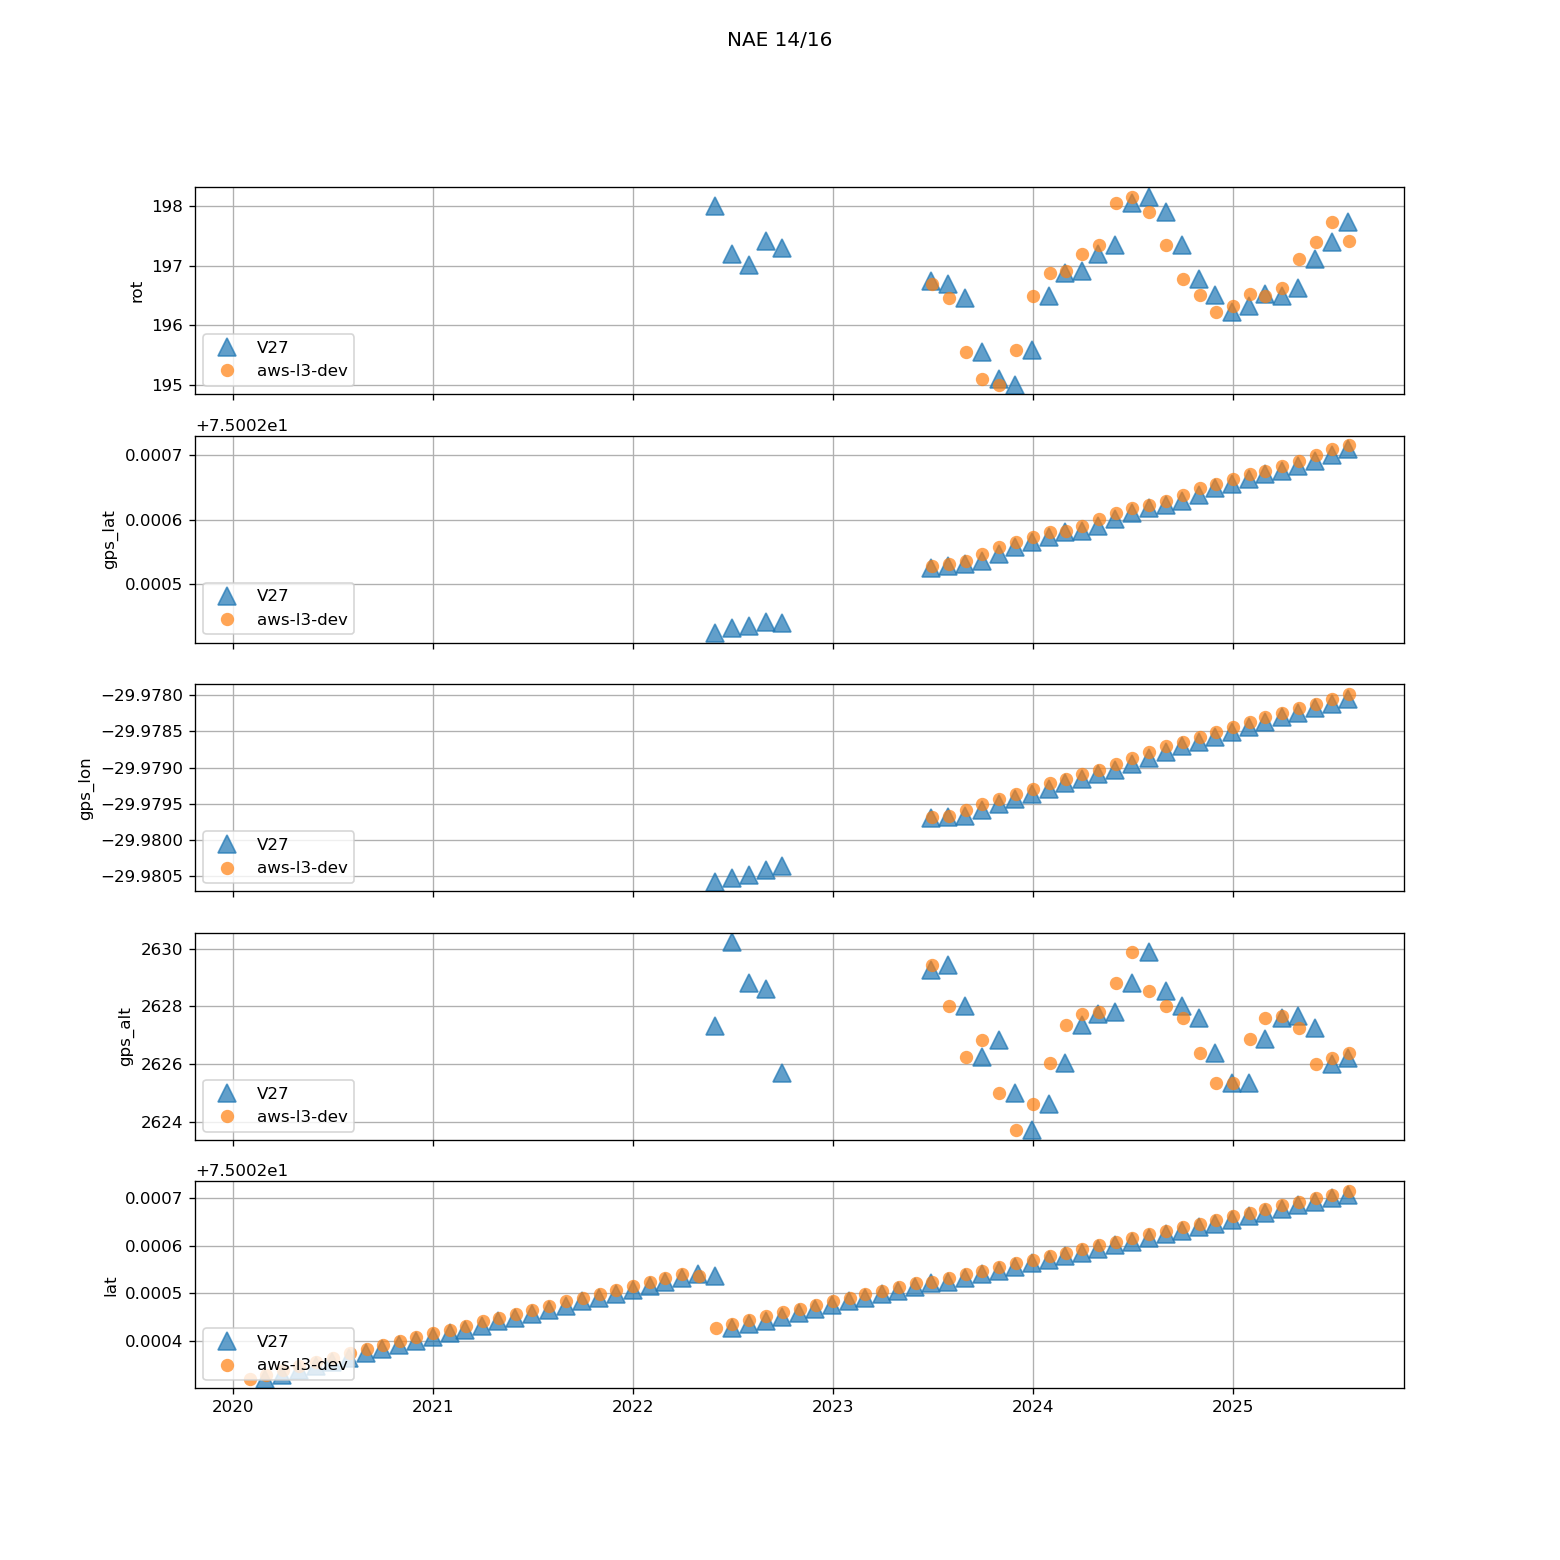 NAE 14/16
198
197
196
195
rot
V27
aws-l3-dev
+7.5002e1
0.0007
0.0006
0.0005
gps_lat
V27
aws-l3-dev
−29.9780
−29.9785
−29.9790
−29.9795
−29.9800
−29.9805
gps_lon
V27
aws-l3-dev
2630
2628
2626
2624
gps_alt
V27
aws-l3-dev
+7.5002e1
0.0007
0.0006
0.0005
0.0004
lat
V27
aws-l3-dev
2020 2021 2022 2023 2024 2025